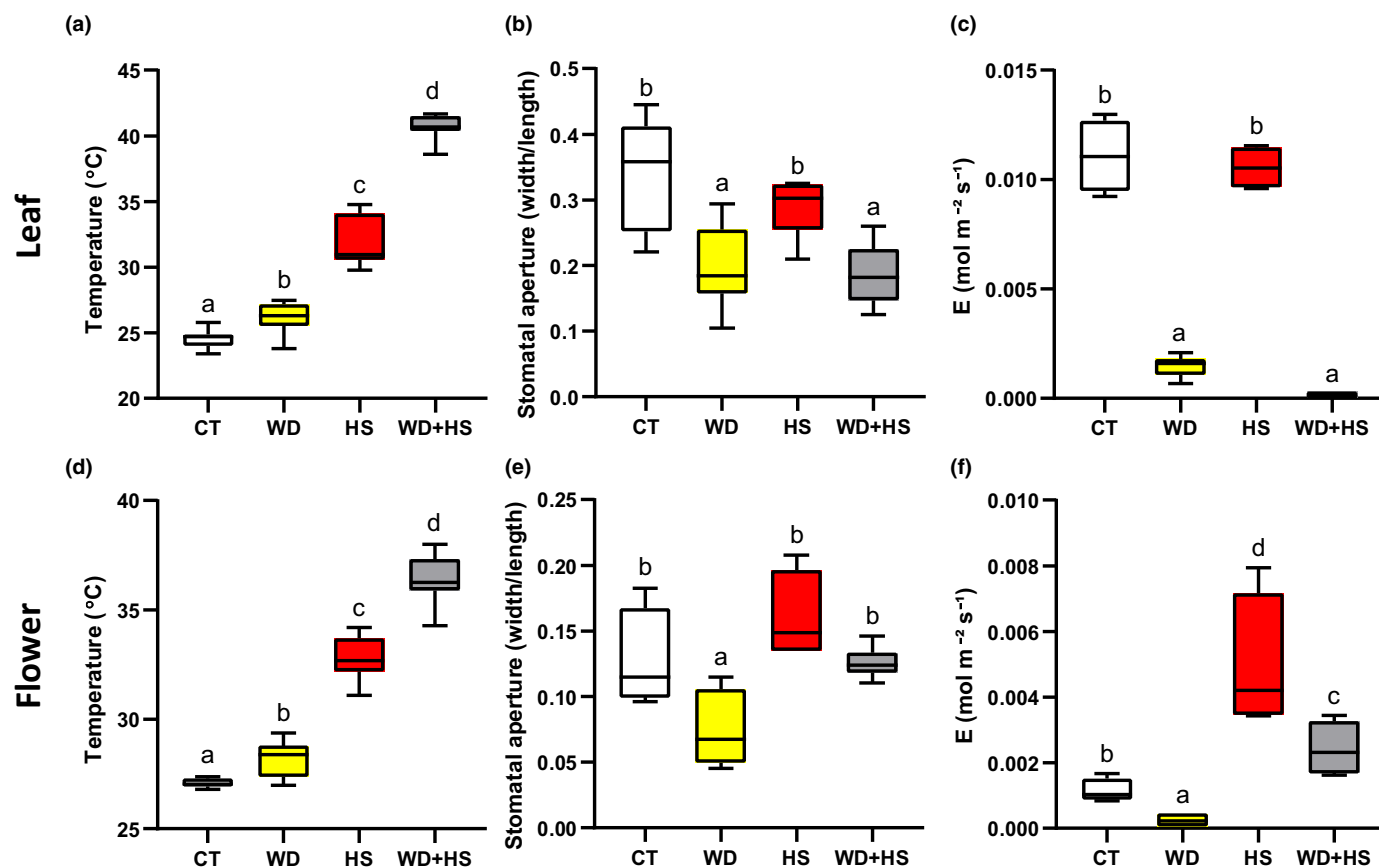 Leaf
(a)
Temperature (°C)
45
40
35
30
25
20
a
b
c
d
CT WD HS WD+HS
(b)
Stomatal aperture (width/length)
0.5
0.4
0.3
0.2
0.1
0.0
b
a
b
a
CT WD HS WD+HS
(c)
E (mol m⁻² s⁻¹)
0.015
0.010
0.005
0.000
b
a
b
a
CT WD HS WD+HS
Flower
(d)
Temperature (°C)
40
35
30
25
a
b
c
d
CT WD HS WD+HS
(e)
Stomatal aperture (width/length)
0.25
0.20
0.15
0.10
0.05
0.00
b
a
b
b
CT WD HS WD+HS
(f)
E (mol m⁻² s⁻¹)
0.010
0.008
0.006
0.004
0.002
0.000
b
a
d
c
CT WD HS WD+HS